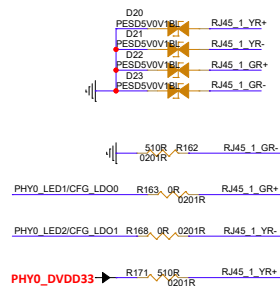 D20
PESD5V0V1BL RJ45_1_YR+
D21
PESD5V0V1BL RJ45_1_YR-
D22
PESD5V0V1BL RJ45_1_GR+
D23
PESD5V0V1BL RJ45_1_GR-
510R R162 RJ45_1_GR-
0201R
PHY0_LED1/CFG_LDO0 R163 0R RJ45_1_GR+
0201R
PHY0_LED2/CFG_LDO1 R168 0R 0201R RJ45_1_YR-
PHY0_DVDD33 R171 510R RJ45_1_YR+
0201R